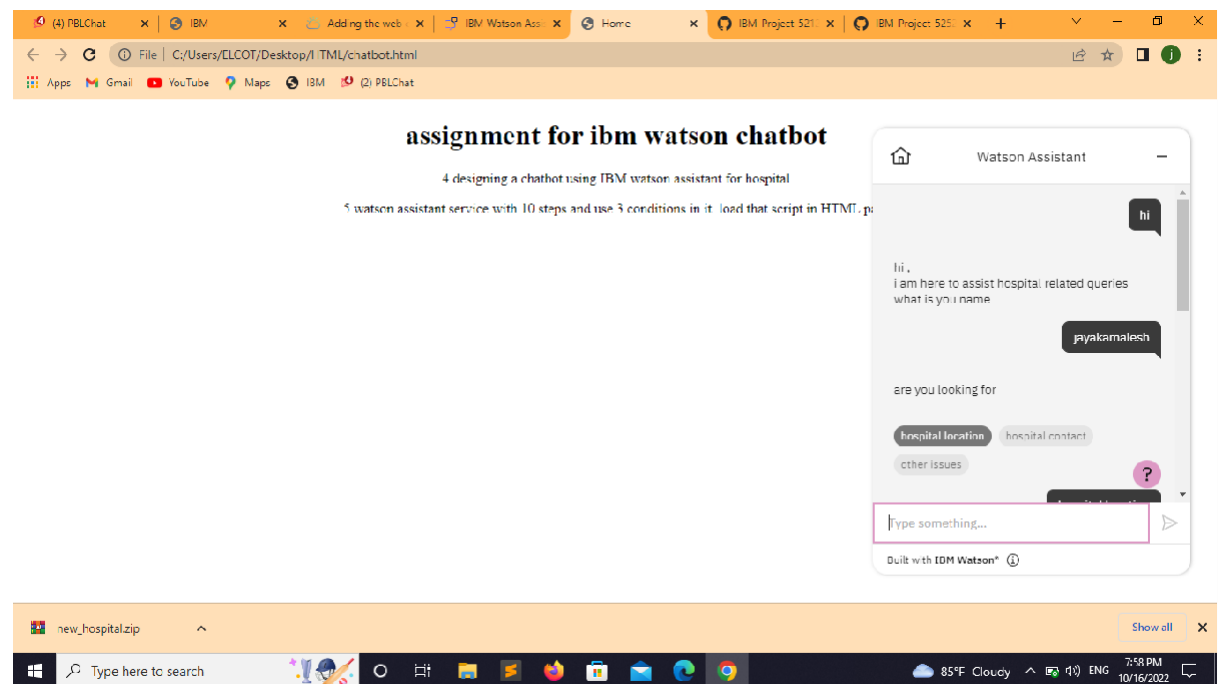 (4) PBLChat
IBM
Adding the web
IBM Watson Ass
Home
IBM Project 521
IBM Project 525
File
C:/Users/ELCOT/Desktop/HTML/chatbot.html
j
Apps
Gmail
YouTube
Maps
IBM
(2) PBLChat
assignment for ibm watson chatbot
4 designing a chatbot using IBM watson assistant for hospital
5 watson assistant service with 10 steps and use 3 conditions in it load that script in HTML pa
Watson Assistant
hi
hi ,
i am here to assist hospital related queries
what is you name
jayakamalesh
are you looking for
hospital location
hospital contact
other issues
?
hospital location
Type something...
Built with IBM Watson®
new_hospital.zip
Show all
Type here to search
85°F Cloudy
ENG
7:58 PM
10/16/2022